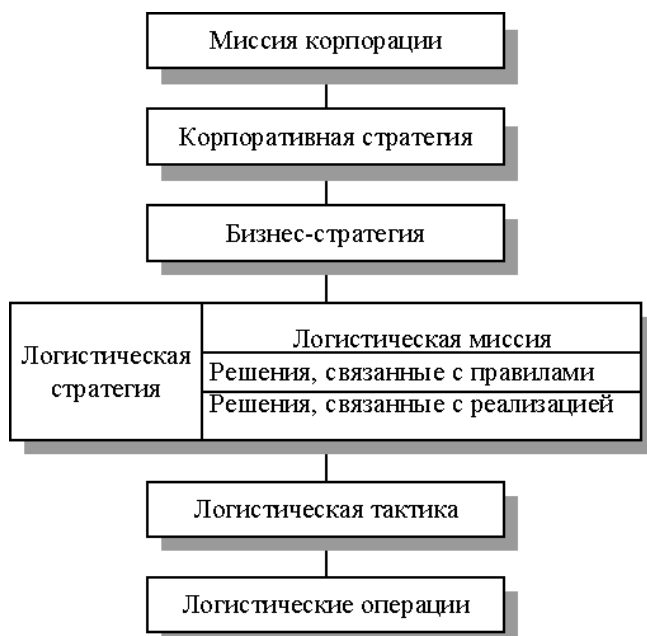 Миссия корпорации
Корпоративная стратегия
Бизнес-стратегия
Логистическая
стратегия
Логистическая миссия
Решения, связанные с правилами
Решения, связанные с реализацией
Логистическая тактика
Логистические операции